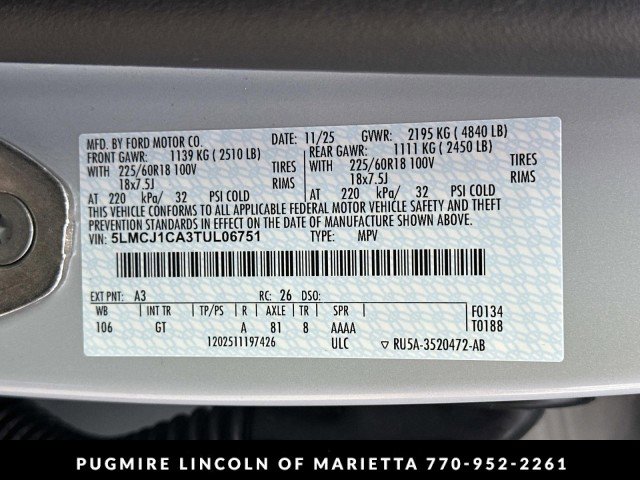 MFD. BY FORD MOTOR CO.
DATE: 11/25 GVWR: 2195 KG ( 4840 LB)
FRONT GAWR: 1139 KG ( 2510 LB)
REAR GAWR: 1111 KG ( 2450 LB)
WITH 225/60R18 100V TIRES
WITH 225/60R18 100V TIRES
18x7.5J RIMS
18x7.5J RIMS
AT 220 kPa/ 32 PSI COLD
AT 220 kPa/ 32 PSI COLD
THIS VEHICLE CONFORMS TO ALL APPLICABLE FEDERAL MOTOR VEHICLE SAFETY AND THEFT
PREVENTION STANDARDS IN EFFECT ON THE DATE OF MANUFACTURE SHOWN ABOVE.
VIN: 5LMCJ1CA3TUL06751 TYPE: MPV
EXT PNT: A3 RC: 26 DSO:
WB INT TR TP/PS R AXLE TR SPR F0134
106 GT A 81 8 AAAA T0188
1202511197426 ULC ▽ RU5A-3520472-AB
PUGMIRE LINCOLN OF MARIETTA 770-952-2261